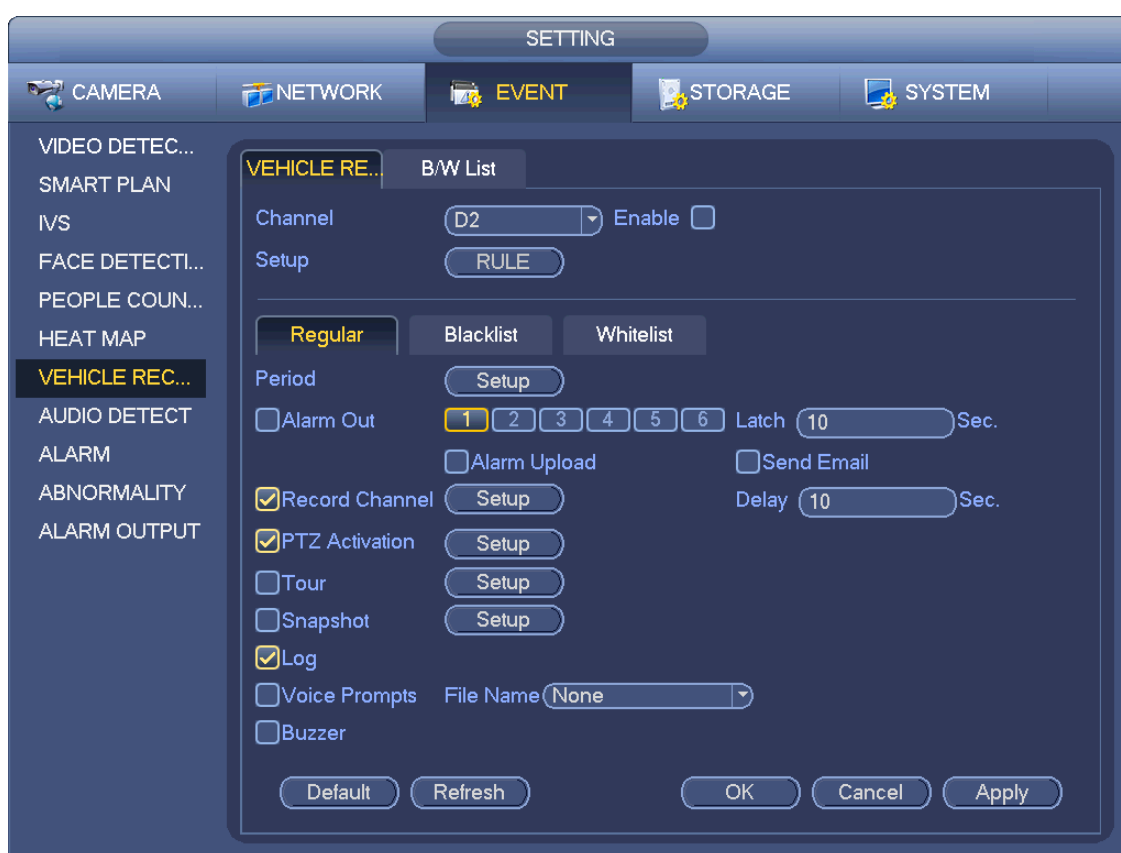 SETTING
CAMERA NETWORK EVENT STORAGE SYSTEM
VIDEO DETEC...
SMART PLAN
IVS
FACE DETECTI...
PEOPLE COUN...
HEAT MAP
VEHICLE REC...
AUDIO DETECT
ALARM
ABNORMALITY
ALARM OUTPUT
VEHICLE RE... B/W List
Channel D2 Enable
Setup RULE
Regular Blacklist Whitelist
Period Setup
Alarm Out 1 2 3 4 5 6 Latch 10 Sec.
Alarm Upload Send Email
Record Channel Setup Delay 10 Sec.
PTZ Activation Setup
Tour Setup
Snapshot Setup
Log
Voice Prompts File Name None
Buzzer
Default Refresh OK Cancel Apply